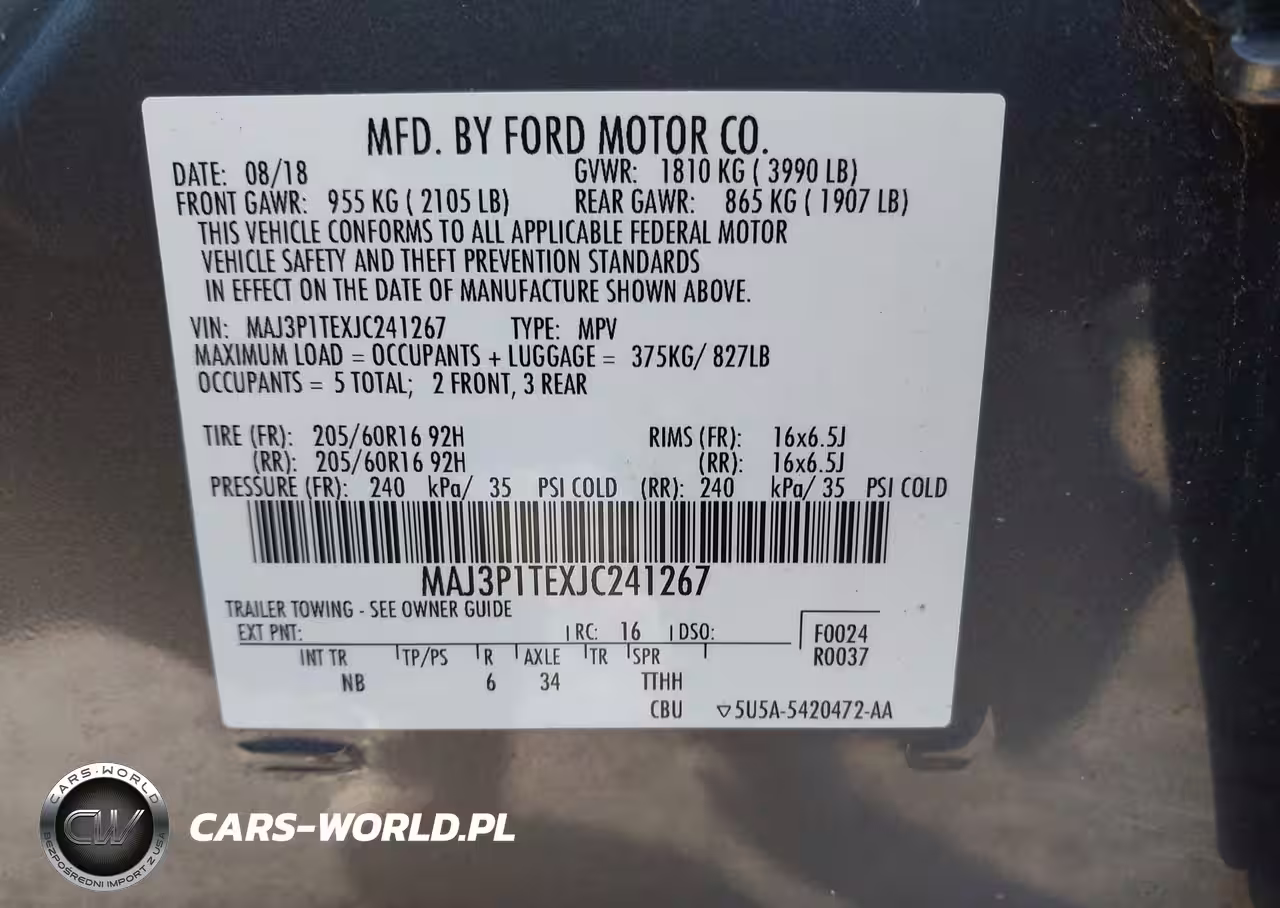 MFD. BY FORD MOTOR CO.
DATE: 08/18 GVWR: 1810 KG ( 3990 LB)
FRONT GAWR: 955 KG ( 2105 LB) REAR GAWR: 865 KG ( 1907 LB)
THIS VEHICLE CONFORMS TO ALL APPLICABLE FEDERAL MOTOR
VEHICLE SAFETY AND THEFT PREVENTION STANDARDS
IN EFFECT ON THE DATE OF MANUFACTURE SHOWN ABOVE.
VIN: MAJ3P1TEXJC241267 TYPE: MPV
MAXIMUM LOAD = OCCUPANTS + LUGGAGE = 375KG/ 827LB
OCCUPANTS = 5 TOTAL; 2 FRONT, 3 REAR
TIRE (FR): 205/60R16 92H RIMS (FR): 16x6.5J
(RR): 205/60R16 92H (RR): 16x6.5J
PRESSURE (FR): 240 kPa/ 35 PSI COLD (RR): 240 kPa/ 35 PSI COLD
MAJ3P1TEXJC241267
TRAILER TOWING - SEE OWNER GUIDE
EXT PNT: RC: 16 DSO: F0024
INT TR TP/PS R AXLE TR SPR R0037
NB 6 34 TTHH
CBU 5U5A-5420472-AA
CARS-WORLD
CW
BEZPOŚREDNI IMPORT Z USA
CARS-WORLD.PL